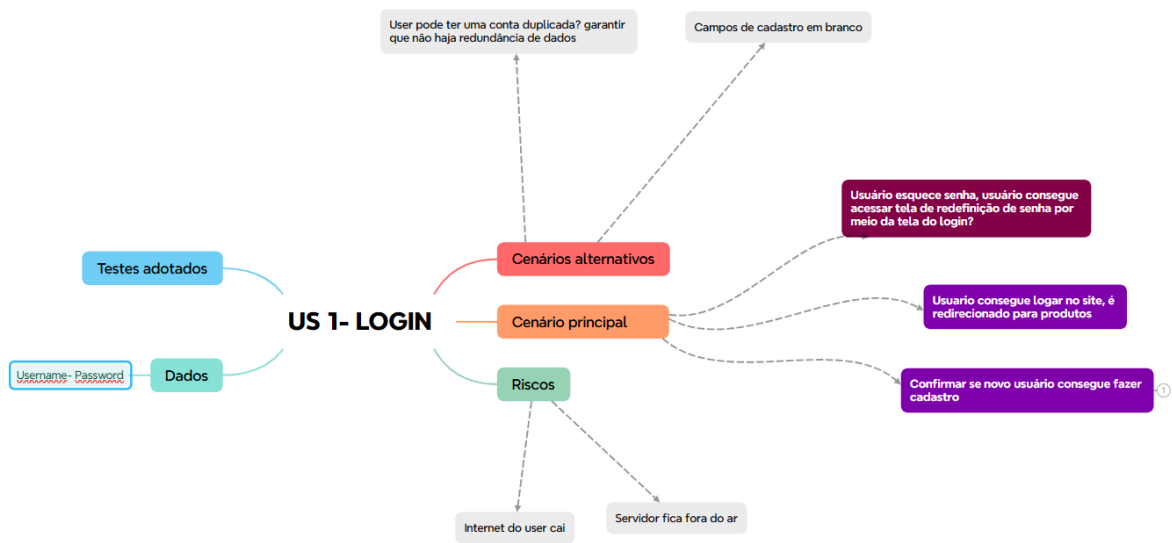 User pode ter uma conta duplicada? garantir
que não haja redundância de dados
Campos de cadastro em branco
Usuário esquece senha, usuário consegue
acessar tela de redefinição de senha por
meio da tela do login?
Cenários alternativos
Testes adotados
Usuario consegue logar no site, é
redirecionado para produtos
US 1- LOGIN
Cenário principal
Username- Password
Dados
Riscos
Confirmar se novo usuário consegue fazer
cadastro
1
Internet do user cai
Servidor fica fora do ar